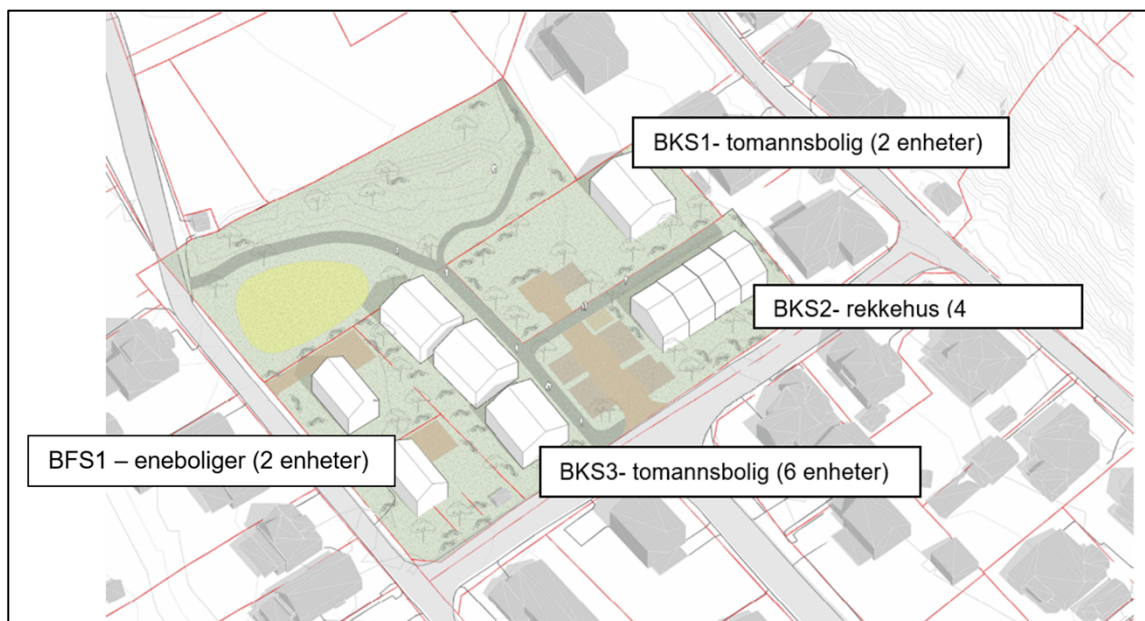 BKS1- tomannsbolig (2 enheter)
BKS2- rekkehus (4
BFS1 – eneboliger (2 enheter)
BKS3- tomannsbolig (6 enheter)